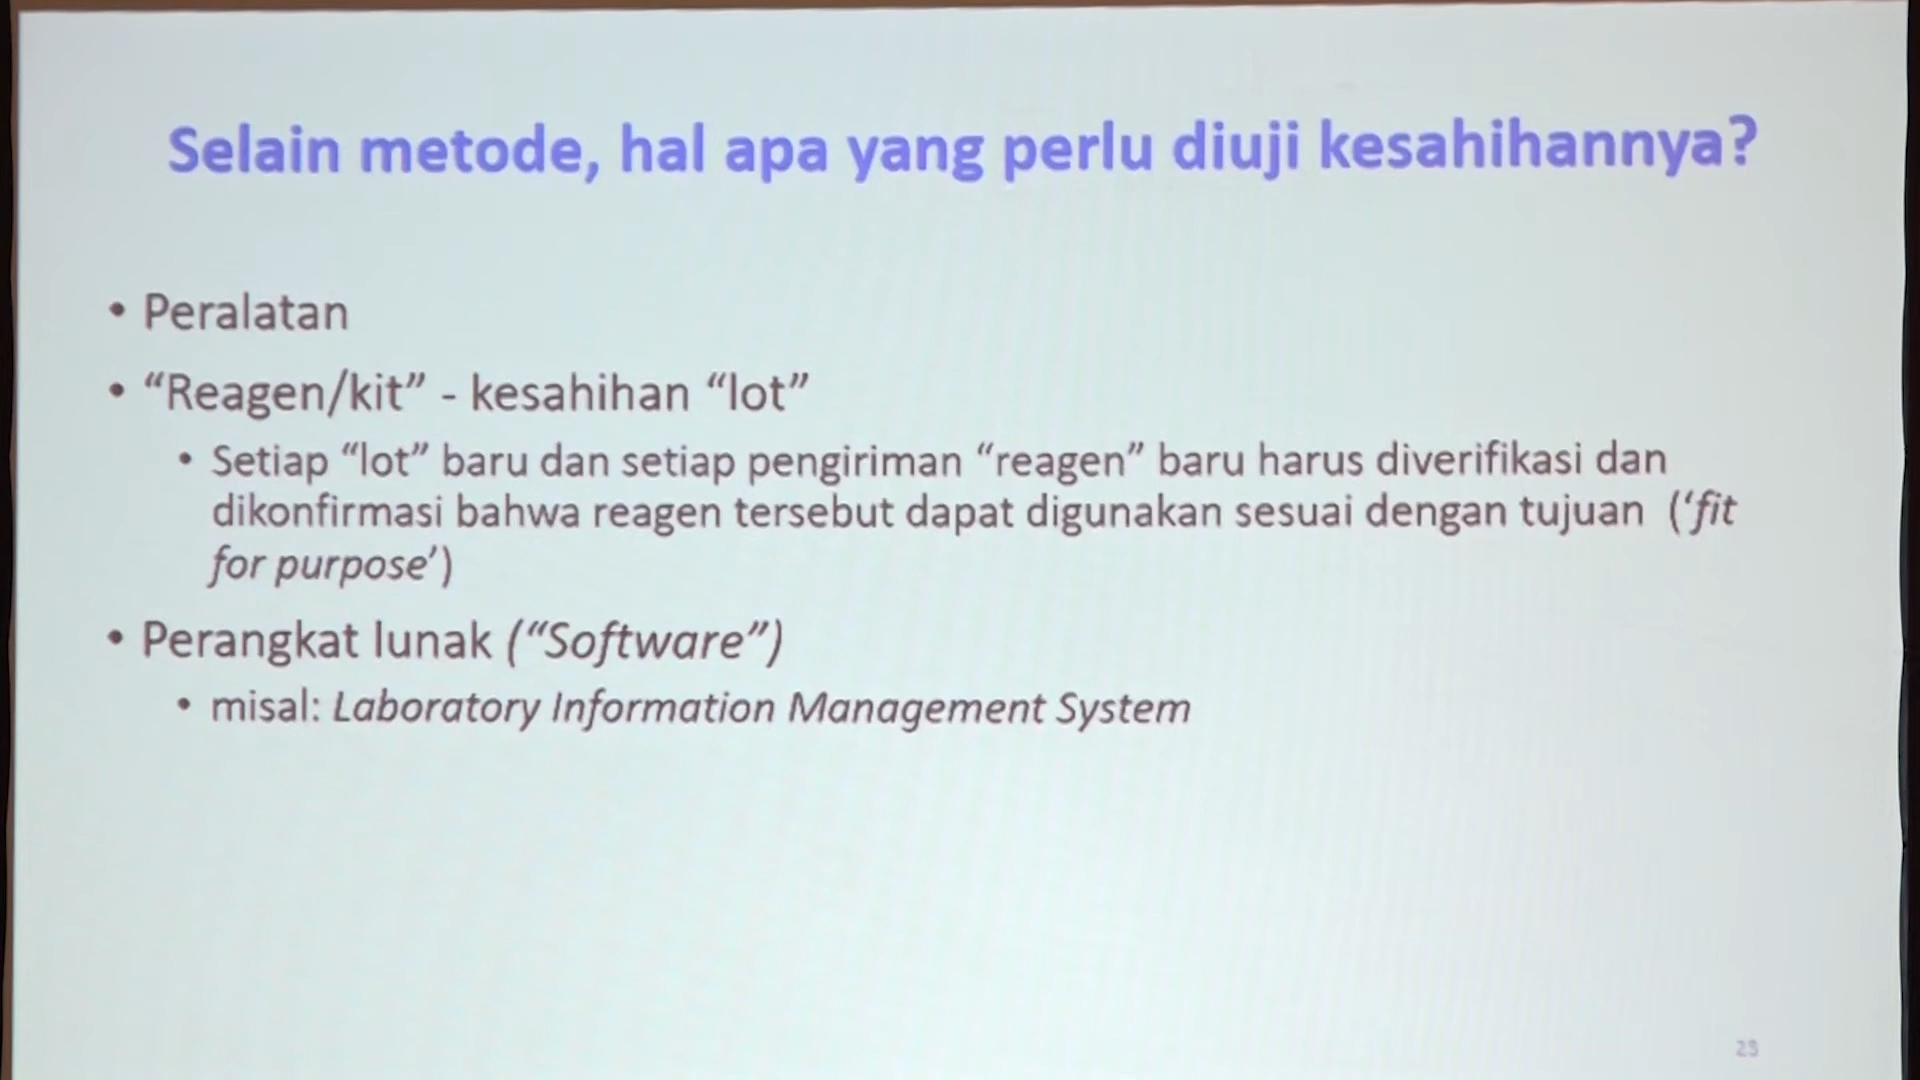 Selain metode, hal apa yang perlu diuji kesahihannya?
• Peralatan
• “Reagen/kit” - kesahihan “lot”
• Setiap “lot” baru dan setiap pengiriman “reagen” baru harus diverifikasi dan
dikonfirmasi bahwa reagen tersebut dapat digunakan sesuai dengan tujuan (‘fit
for purpose’)
• Perangkat lunak (“Software”)
• misal: Laboratory Information Management System